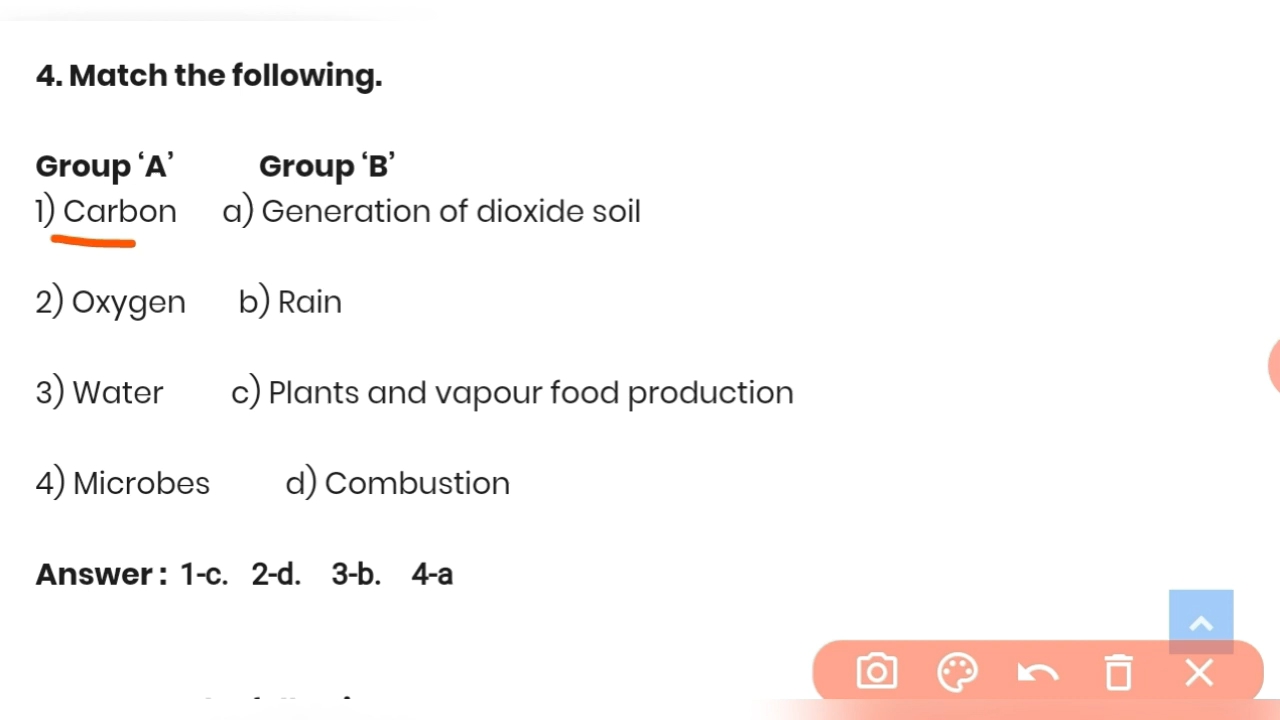 4. Match the following.
Group ‘A’ Group ‘B’
1) Carbon a) Generation of dioxide soil
2) Oxygen b) Rain
3) Water c) Plants and vapour food production
4) Microbes d) Combustion
Answer : 1-c. 2-d. 3-b. 4-a